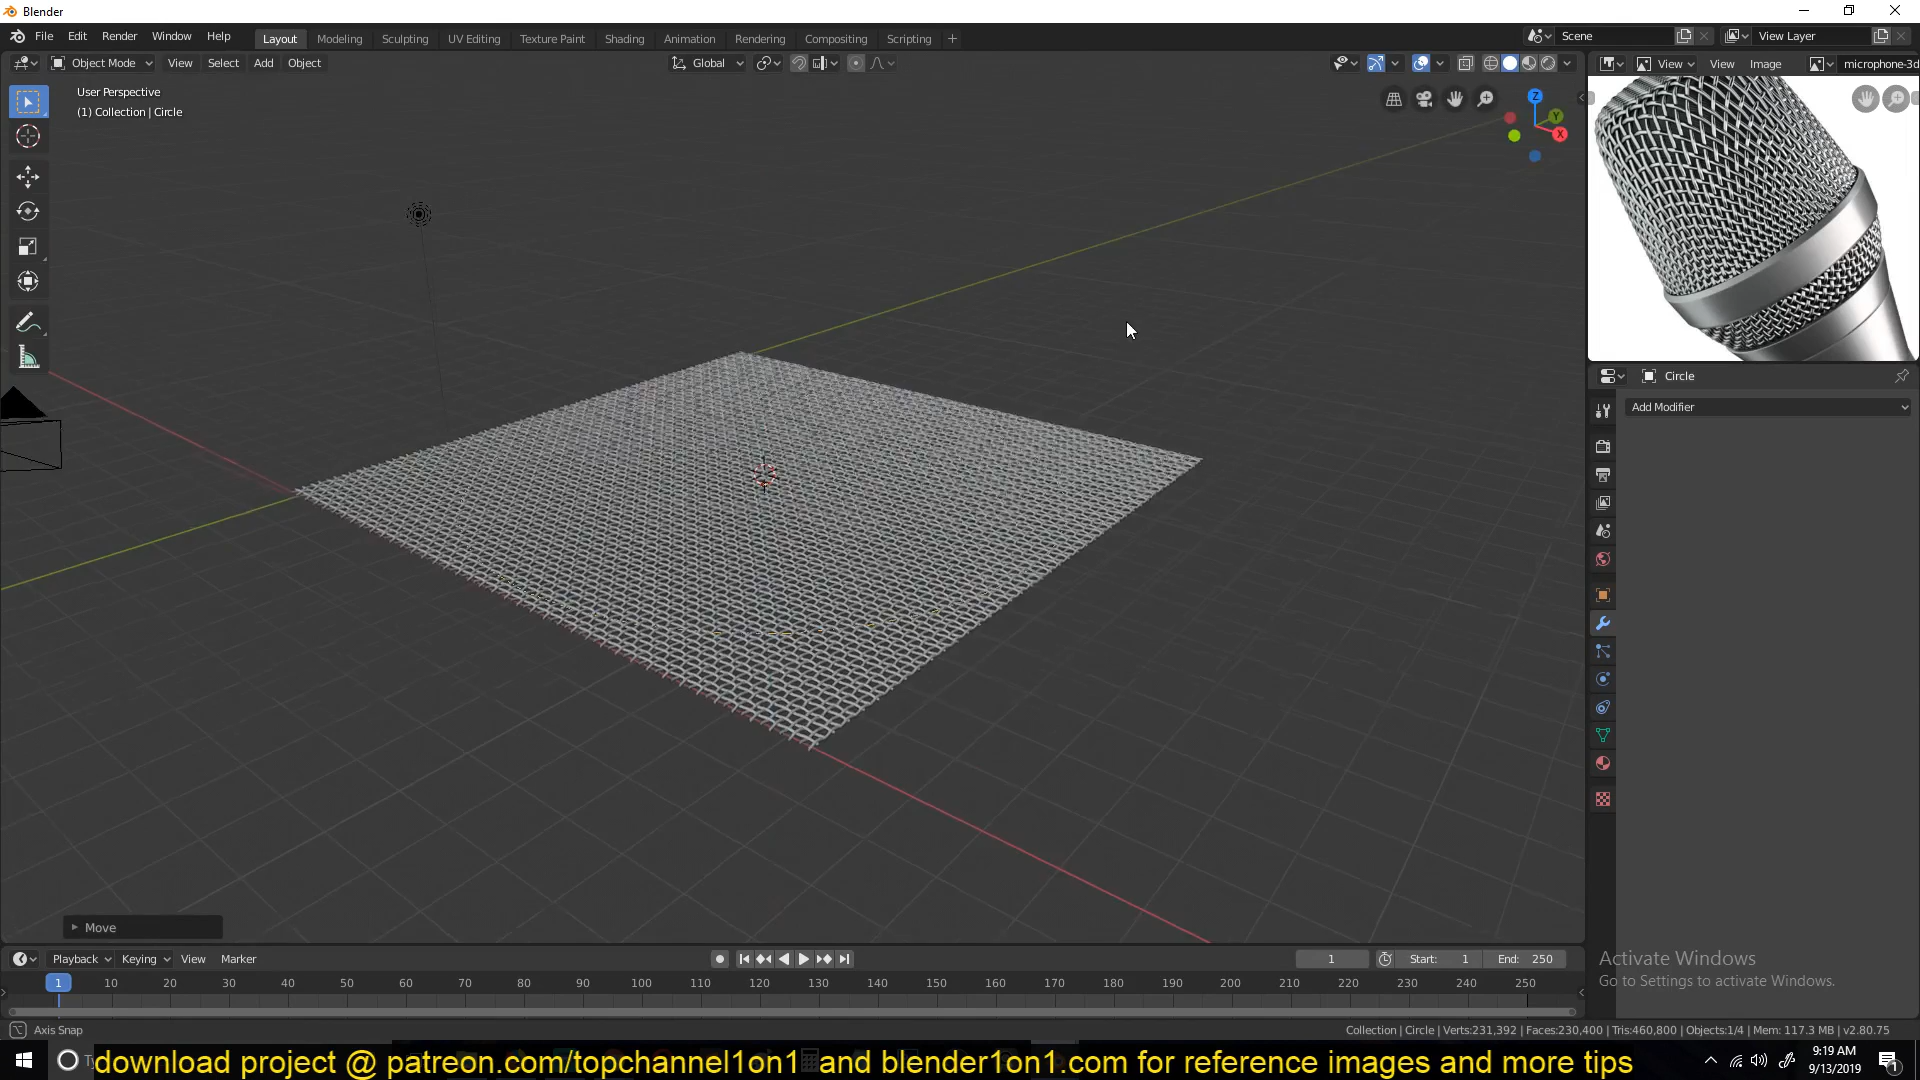 Blender
File Edit Render Window Help
Layout Modeling Sculpting UV Editing Texture Paint Shading Animation Rendering Compositing Scripting +
Scene
View Layer
Object Mode View Select Add Object
Global
View View Image microphone-3d
User Perspective
(1) Collection | Circle
Z
Y
X
Circle
Add Modifier
Move
Playback Keying View Marker
1
Start: 1
End: 250
1 10 20 30 40 50 60 70 80 90 100 110 120 130 140 150 160 170 180 190 200 210 220 230 240 250
Activate Windows
Go to Settings to activate Windows.
Axis Snap
Collection | Circle | Verts:231,392 | Faces:230,400 | Tris:460,800 | Objects:1/4 | Mem: 117.3 MB | v2.80.75
download project @ patreon.com/topchannel1on1 and blender1on1.com for reference images and more tips
9:19 AM
9/13/2019
1